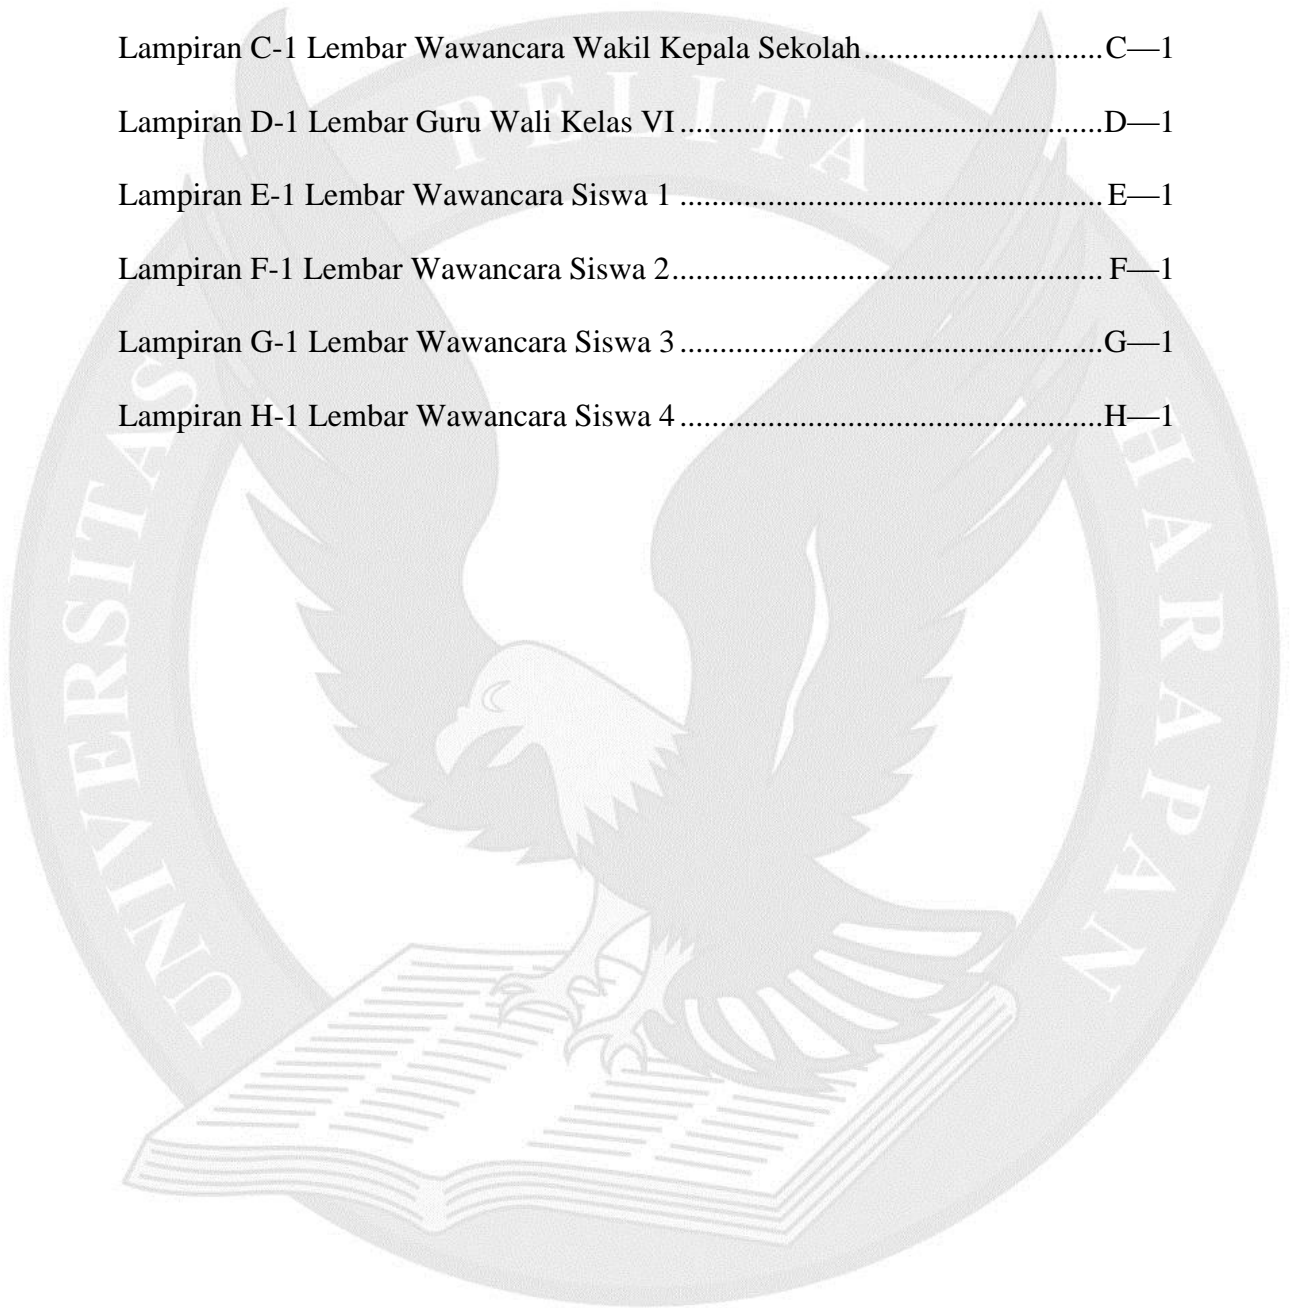 Lampiran C-1 Lembar Wawancara Wakil Kepala Sekolah..............................C—1
Lampiran D-1 Lembar Guru Wali Kelas VI.....................................................D—1
Lampiran E-1 Lembar Wawancara Siswa 1.....................................................E—1
Lampiran F-1 Lembar Wawancara Siswa 2......................................................F—1
Lampiran G-1 Lembar Wawancara Siswa 3.....................................................G—1
Lampiran H-1 Lembar Wawancara Siswa 4.....................................................H—1
UNIVERSITAS PELITA HARAPAN